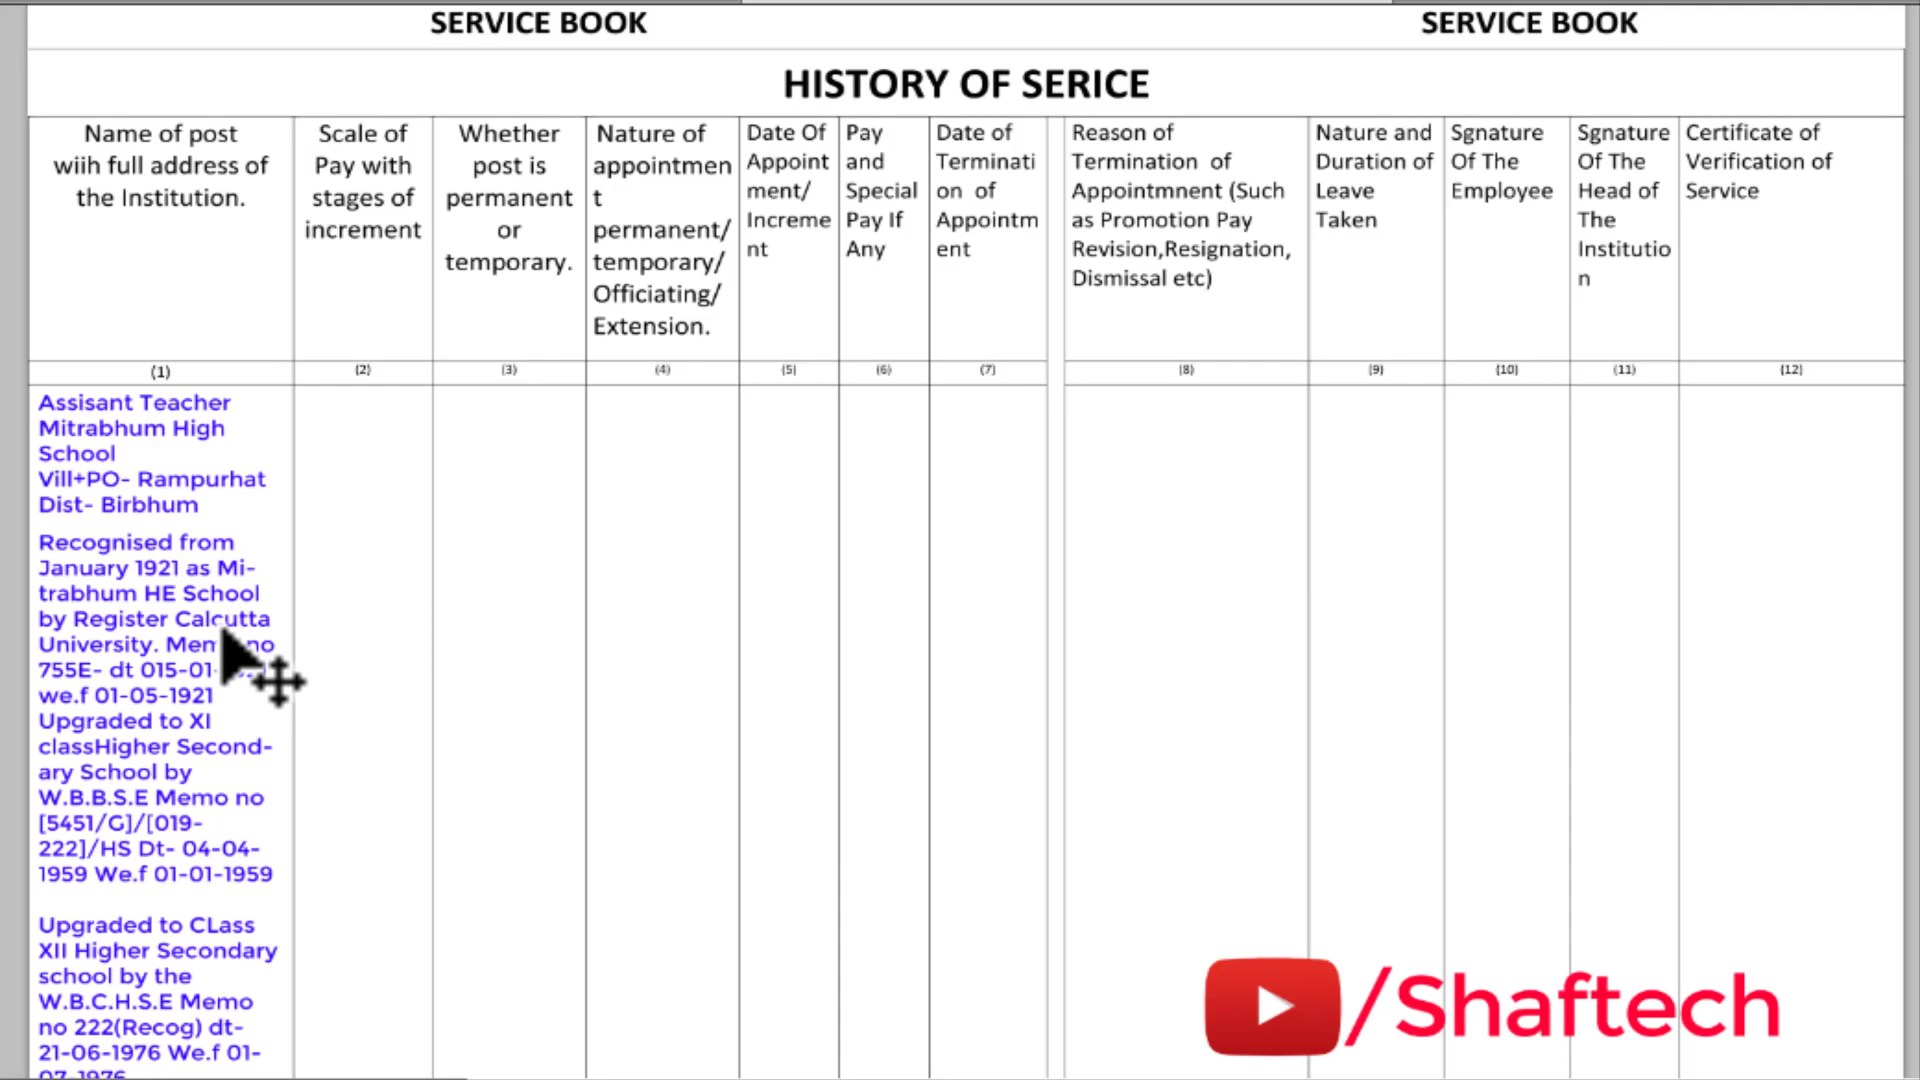 SERVICE BOOK
SERVICE BOOK
HISTORY OF SERICE
Name of post
wiih full address of
the Institution.
Scale of
Pay with
stages of
increment
Whether
post is
permanent
or
temporary.
Nature of
appointmen
t
permanent/
temporary/
Officiating/
Extension.
Date Of
Appoint
ment/
Increme
nt
Pay
and
Special
Pay If
Any
Date of
Terminati
on of
Appointm
ent
Reason of
Termination of
Appointmnent (Such
as Promotion Pay
Revision,Resignation,
Dismissal etc)
Nature and
Duration of
Leave
Taken
Sgnature
Of The
Employee
Sgnature
Of The
Head of
The
Institutio
n
Certificate of
Verification of
Service
(1)
(2)
(3)
(4)
(5)
(6)
(7)
(8)
(9)
(10)
(11)
(12)
Assisant Teacher
Mitrabhum High
School
Vill+PO- Rampurhat
Dist- Birbhum
Recognised from
January 1921 as Mi-
trabhum HE School
by Register Calcutta
University. no
755E- dt 015-01-
we.f 01-05-1921
Upgraded to XI
classHigher Second-
ary School by
W.B.B.S.E Memo no
[5451/G]/[019-
222]/HS Dt- 04-04-
1959 We.f 01-01-1959
Upgraded to CLass
XII Higher Secondary
school by the
W.B.C.H.S.E Memo
no 222(Recog) dt-
21-06-1976 We.f 01-
07-1976
/Shaftech